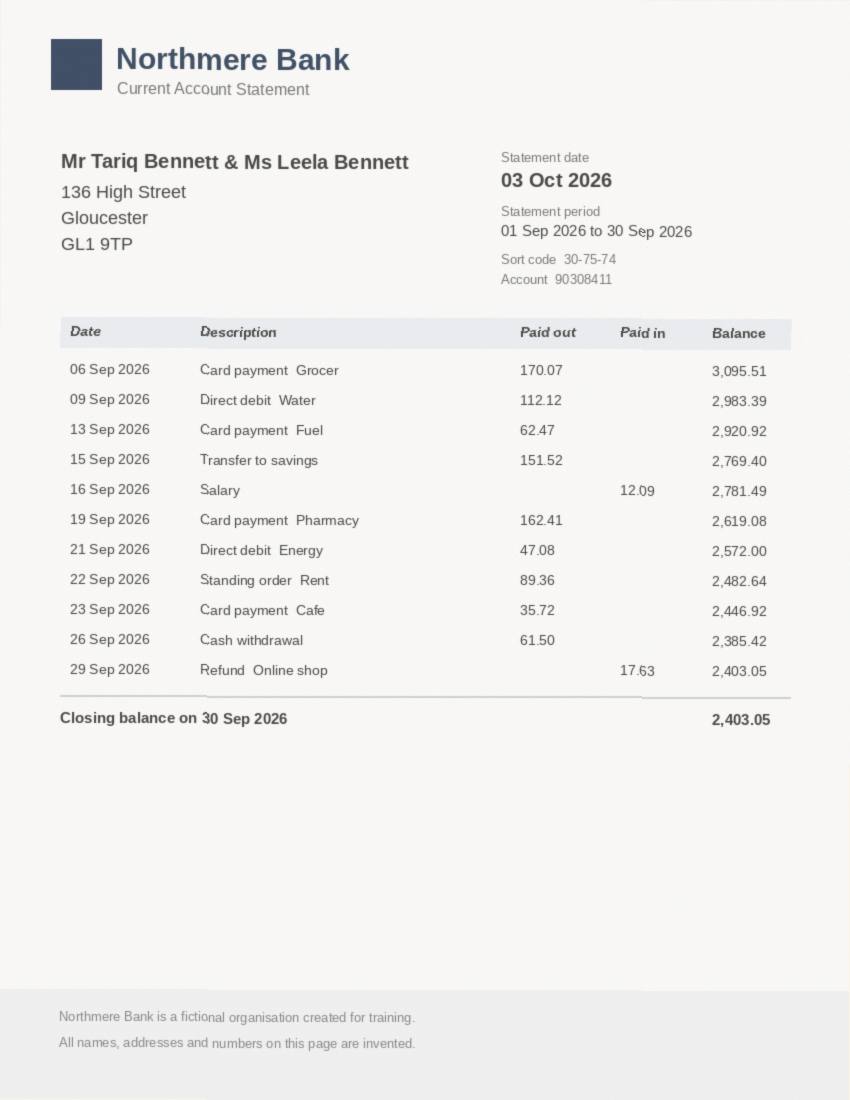 Northmere Bank
Current Account Statement
Mr Tariq Bennett & Ms Leela Bennett
136 High Street
Gloucester
GL1 9TP
Statement date
03 Oct 2026
Statement period
01 Sep 2026 to 30 Sep 2026
Sort code 30-75-74
Account 90308411
Date Description Paid out Paid in Balance
06 Sep 2026 Card payment Grocer 170.07 3,095.51
09 Sep 2026 Direct debit Water 112.12 2,983.39
13 Sep 2026 Card payment Fuel 62.47 2,920.92
15 Sep 2026 Transfer to savings 151.52 2,769.40
16 Sep 2026 Salary 12.09 2,781.49
19 Sep 2026 Card payment Pharmacy 162.41 2,619.08
21 Sep 2026 Direct debit Energy 47.08 2,572.00
22 Sep 2026 Standing order Rent 89.36 2,482.64
23 Sep 2026 Card payment Cafe 35.72 2,446.92
26 Sep 2026 Cash withdrawal 61.50 2,385.42
29 Sep 2026 Refund Online shop 17.63 2,403.05
Closing balance on 30 Sep 2026 2,403.05
Northmere Bank is a fictional organisation created for training.
All names, addresses and numbers on this page are invented.